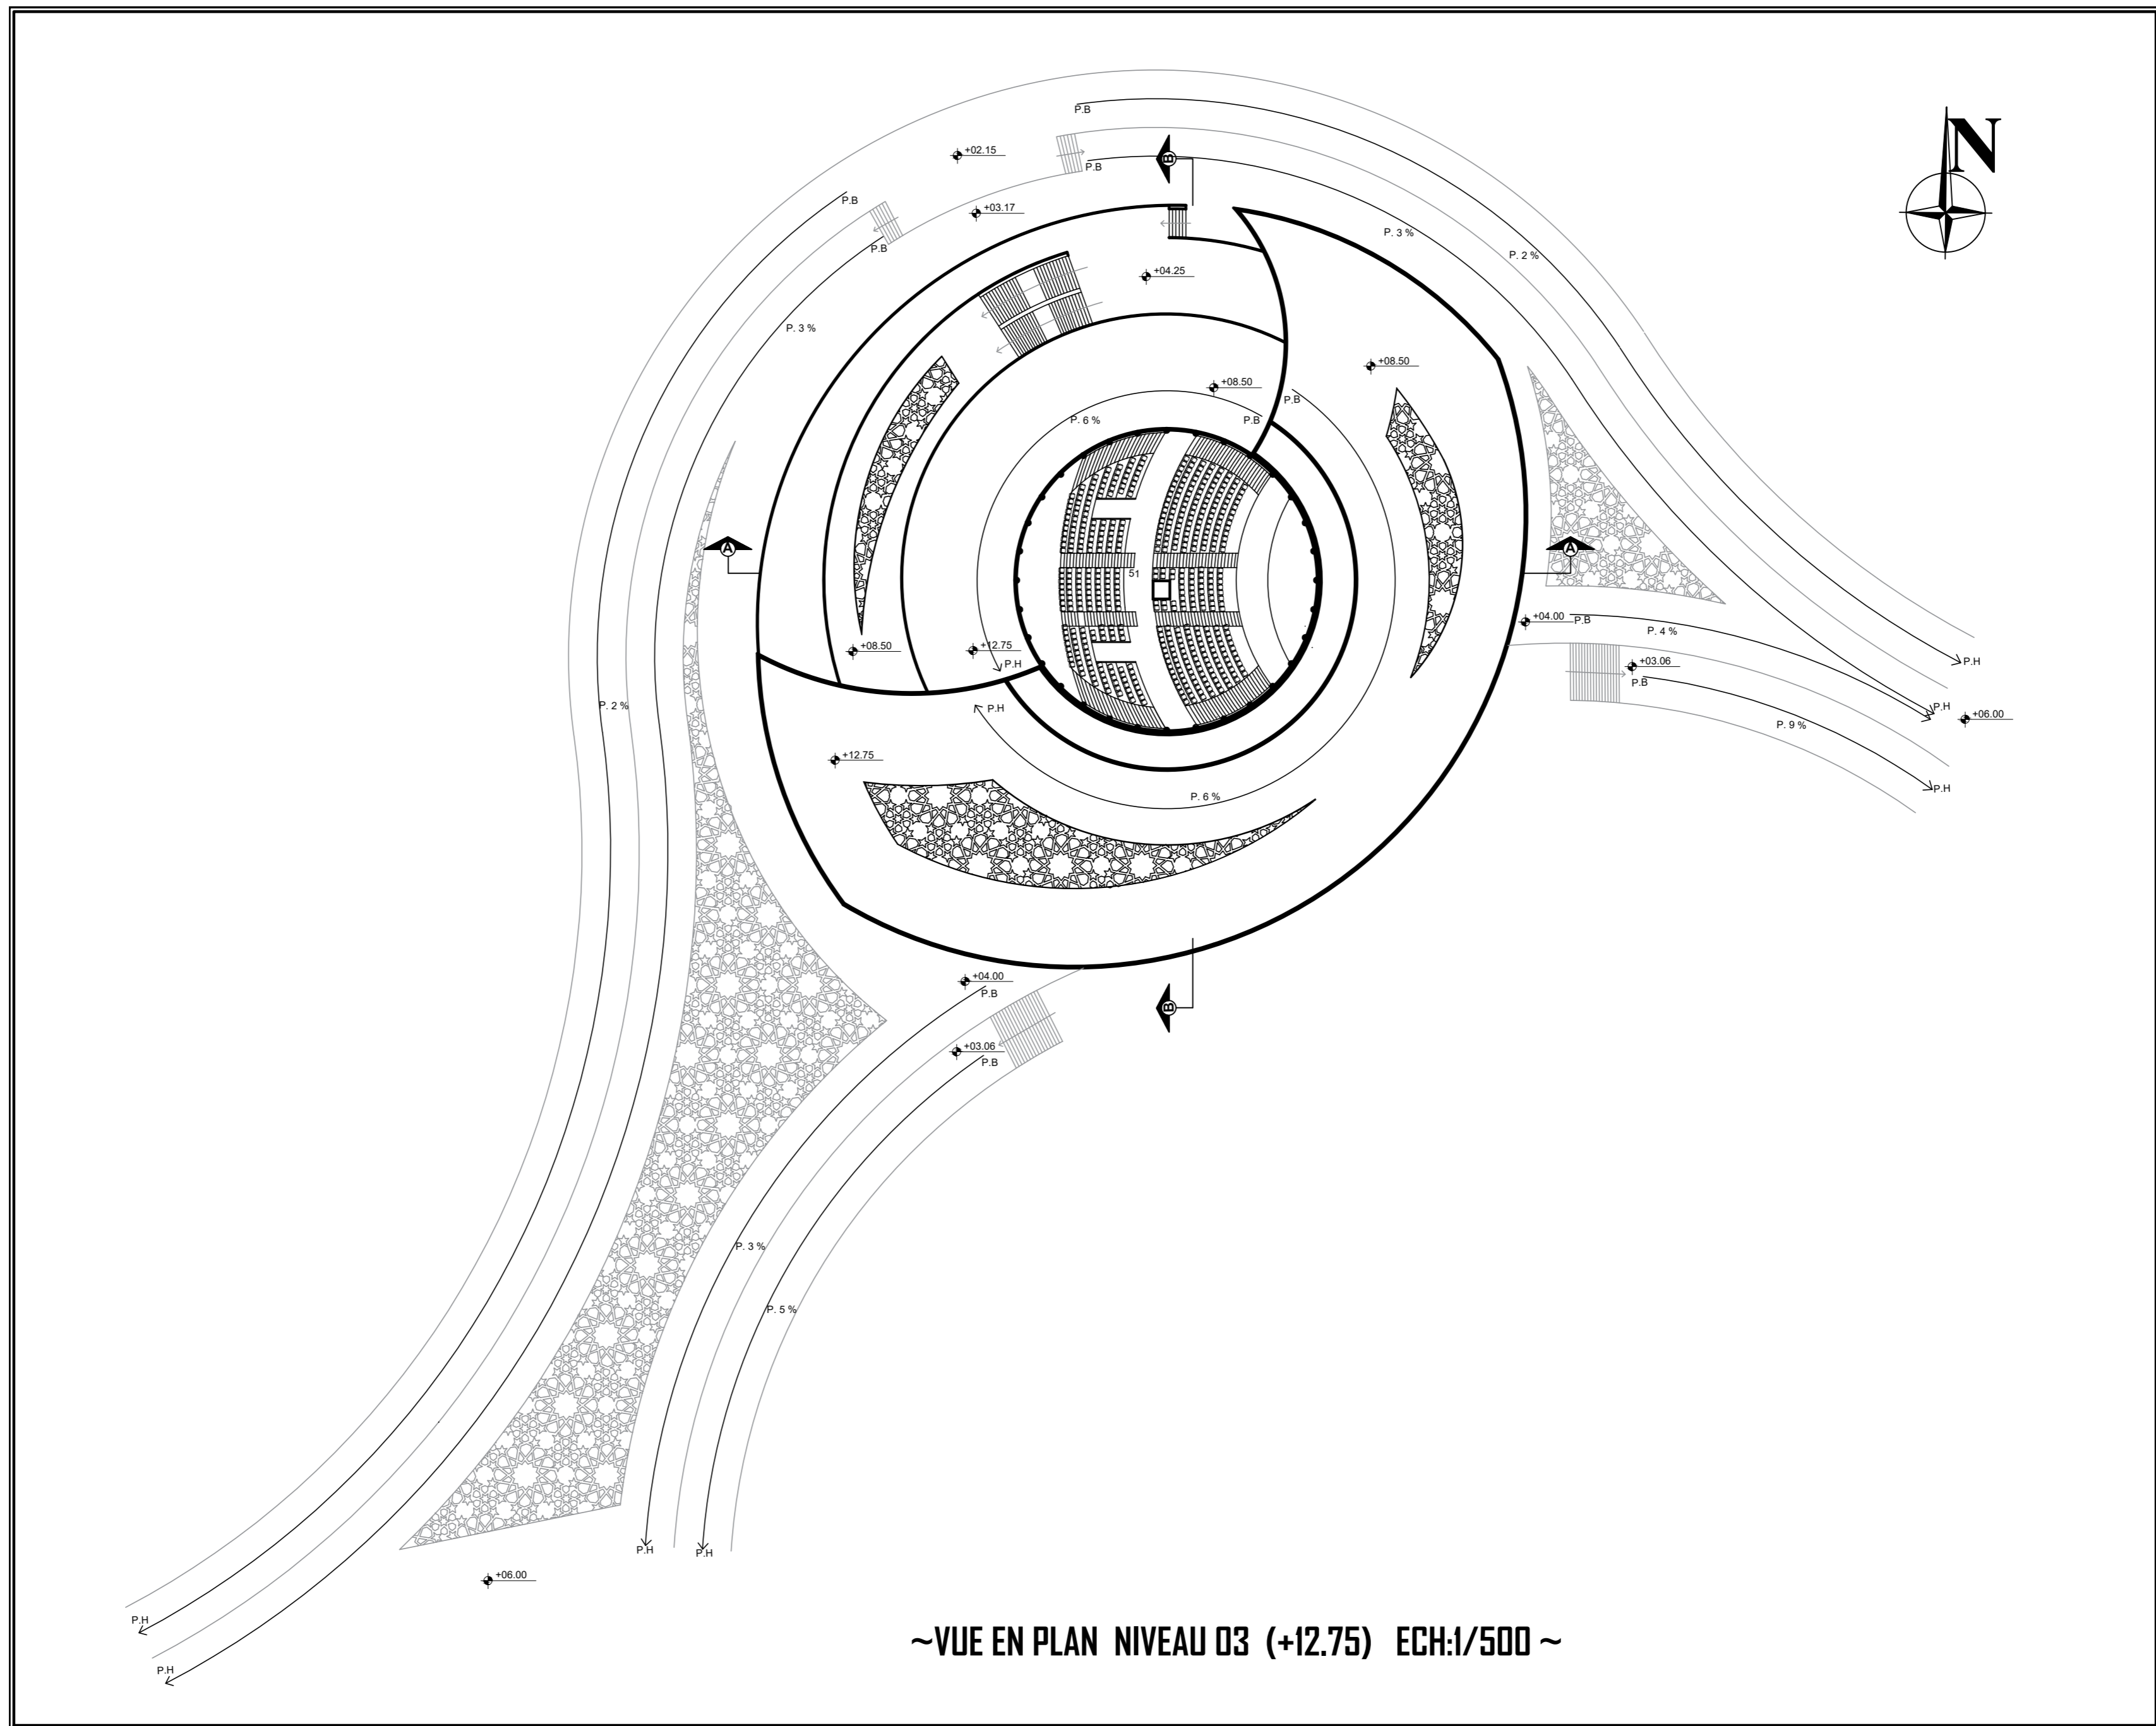 P.B
N
+02.15
P.B
B
P.B
P.B
+03.17
P. 3 %
P.B
P. 2 %
+04.25
P. 3 %
+08.50
+08.50
P.B
P. 6 %
P.B
A
A
51
+04.00
P.B
P. 4 %
+08.50
+12.75
P.H
+03.06
P.H
P.B
P. 2 %
P.H
P.H
+06.00
P. 9 %
+12.75
P.H
P. 6 %
+04.00
P.B
B
+03.06
P.B
P. 3 %
P. 5 %
P.H
P.H
+06.00
P.H
~VUE EN PLAN NIVEAU 03 (+12.75) ECH:1/500 ~
P.H